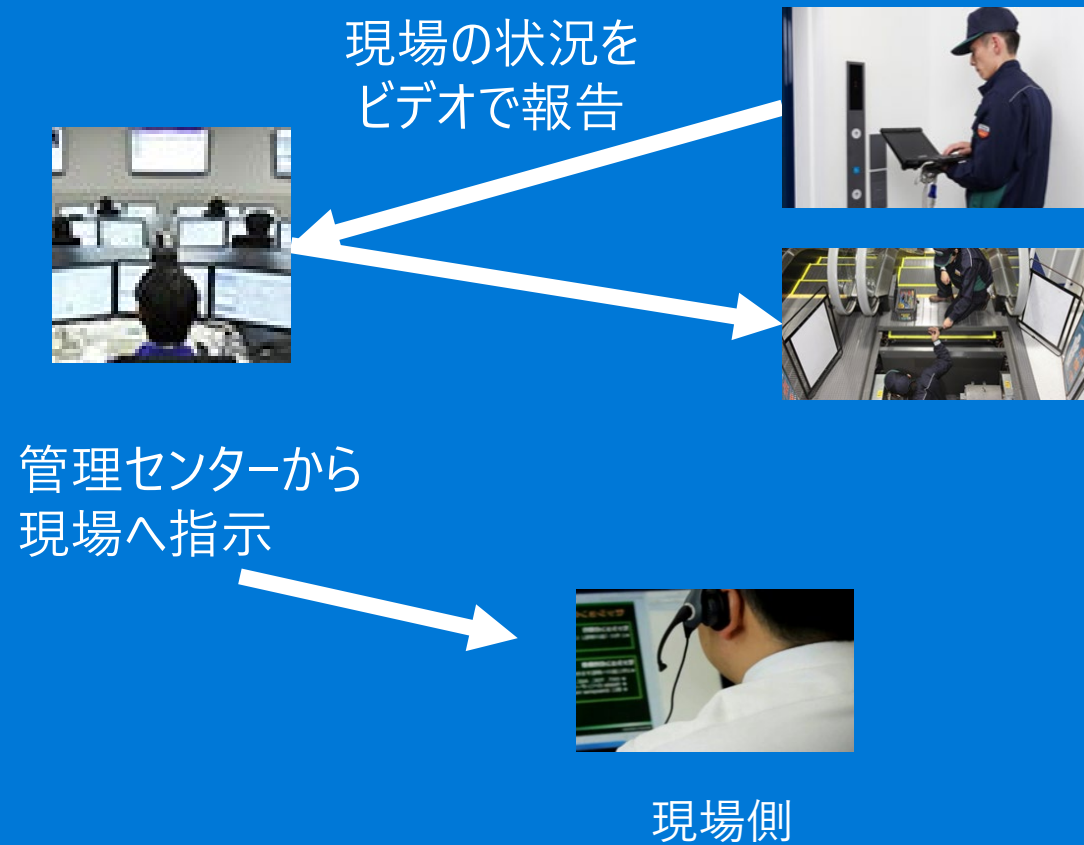 現場の状況を
ビデオで報告
管理センターから
現場へ指示
現場側